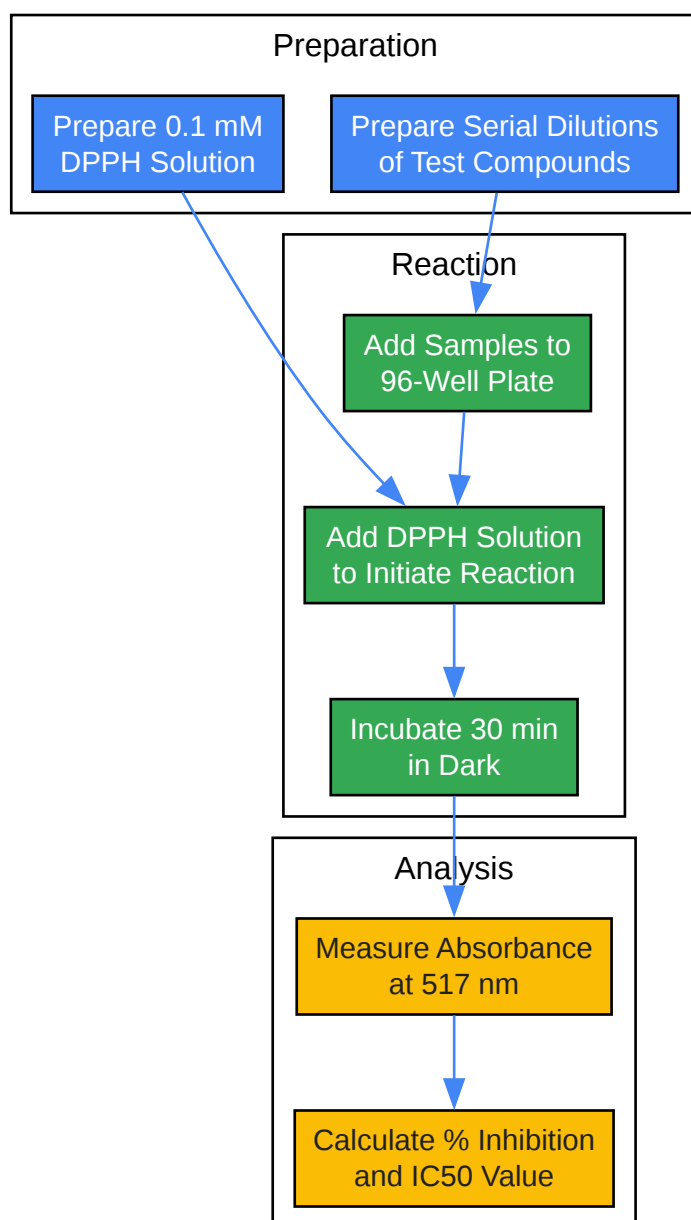 Preparation
Prepare 0.1 mM
DPPH Solution
Prepare Serial Dilutions
of Test Compounds
Reaction
Add Samples to
96-Well Plate
Add DPPH Solution
to Initiate Reaction
Incubate 30 min
in Dark
Analysis
Measure Absorbance
at 517 nm
Calculate % Inhibition
and IC50 Value